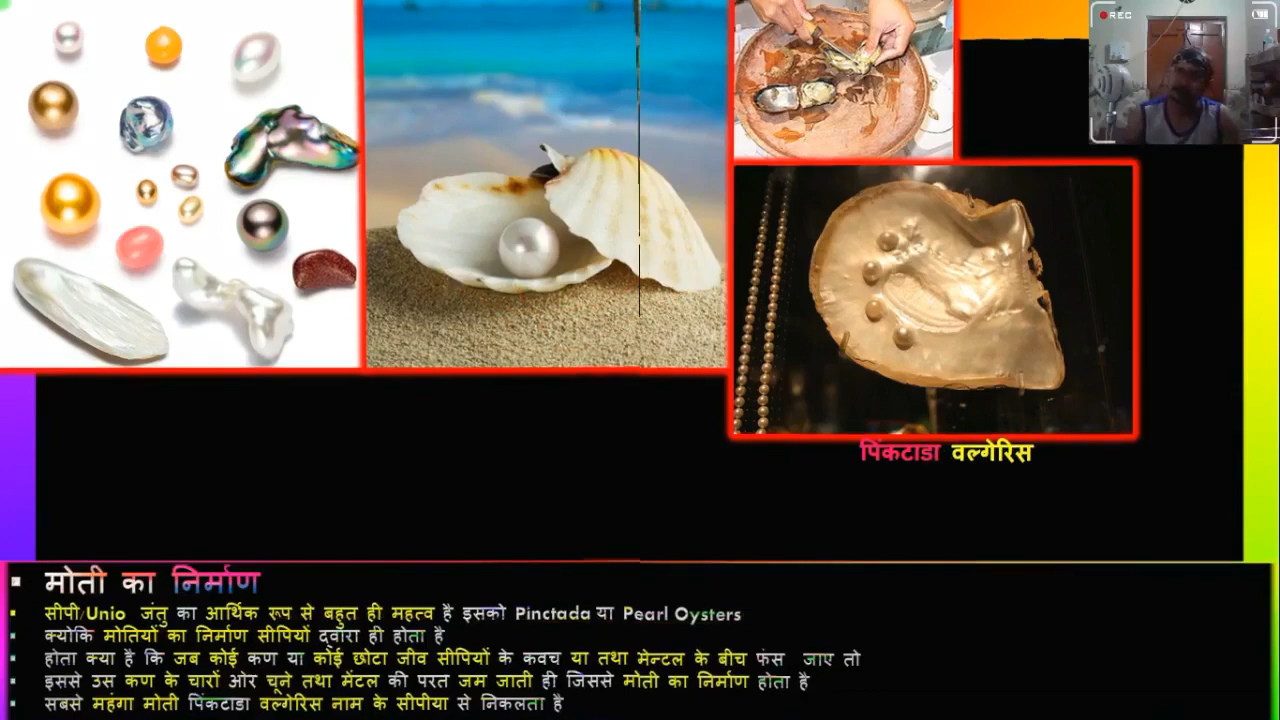 REC
पिंकटाडा वल्गेरिस
मोती का निर्माण
सीपी/Unio जंतु का आर्थिक रूप से बहुत ही महत्व है इसको Pinctada या Pearl Oysters
क्योकि मोतियों का निर्माण सीपियों द्वारा ही होता है
होता क्या है कि जब कोई कण या कोई छोटा जीव सीपियों के कवच या तथा मेन्टल के बीच फंस जाए तो
इससे उस कण के चारों ओर चूने तथा मेंटल की परत जम जाती ही जिससे मोती का निर्माण होता है
सबसे महंगा मोती पिंकटाडा वल्गेरिस नाम के सीपीया से निकलता है